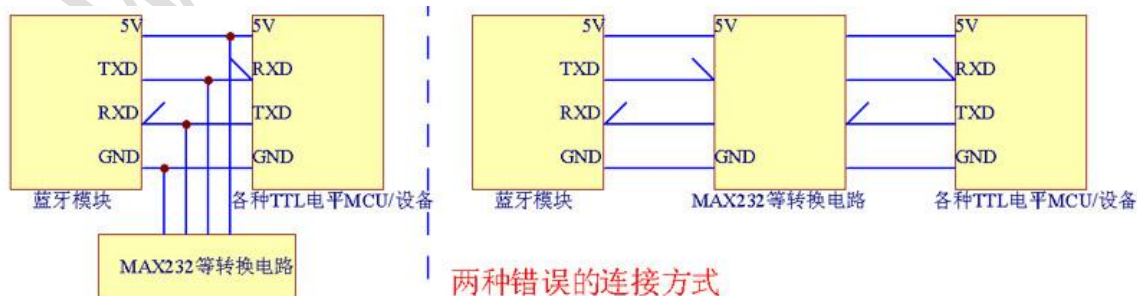 5V 5V 5V 5V 5V
TXD RXD TXD RXD
RXD TXD RXD TXD
GND GND GND GND GND
蓝牙模块 各种TTL电平MCU/设备 蓝牙模块 MAX232等转换电路 各种TTL电平MCU/设备
MAX232等转换电路
两种错误的连接方式